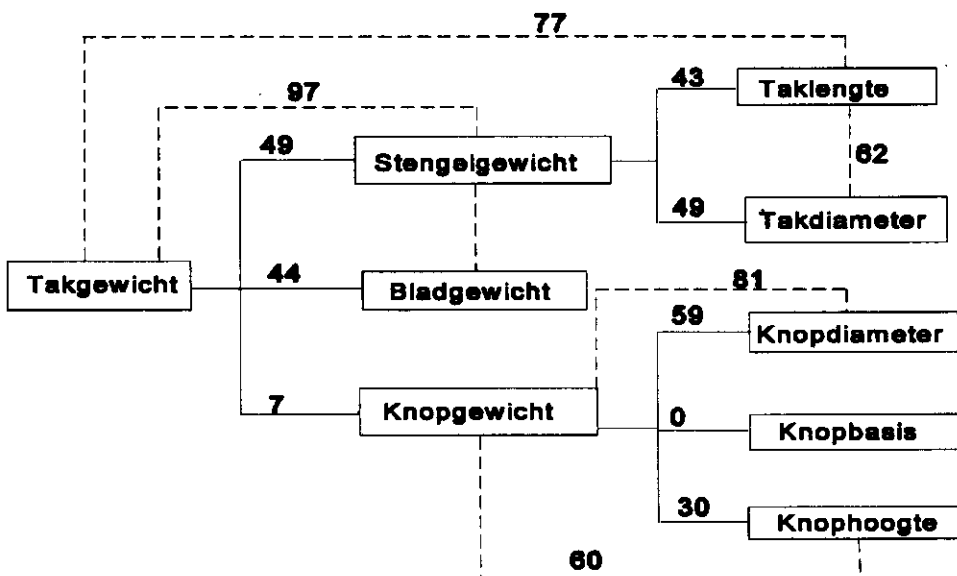 77
43
Taklengte
97
49
Stengelgewicht
62
49
Takdiameter
Takgewicht
44
Bladgewicht
81
59
Knopdiameter
7
Knopgewicht
0
Knopbasis
30
Knophoogte
60